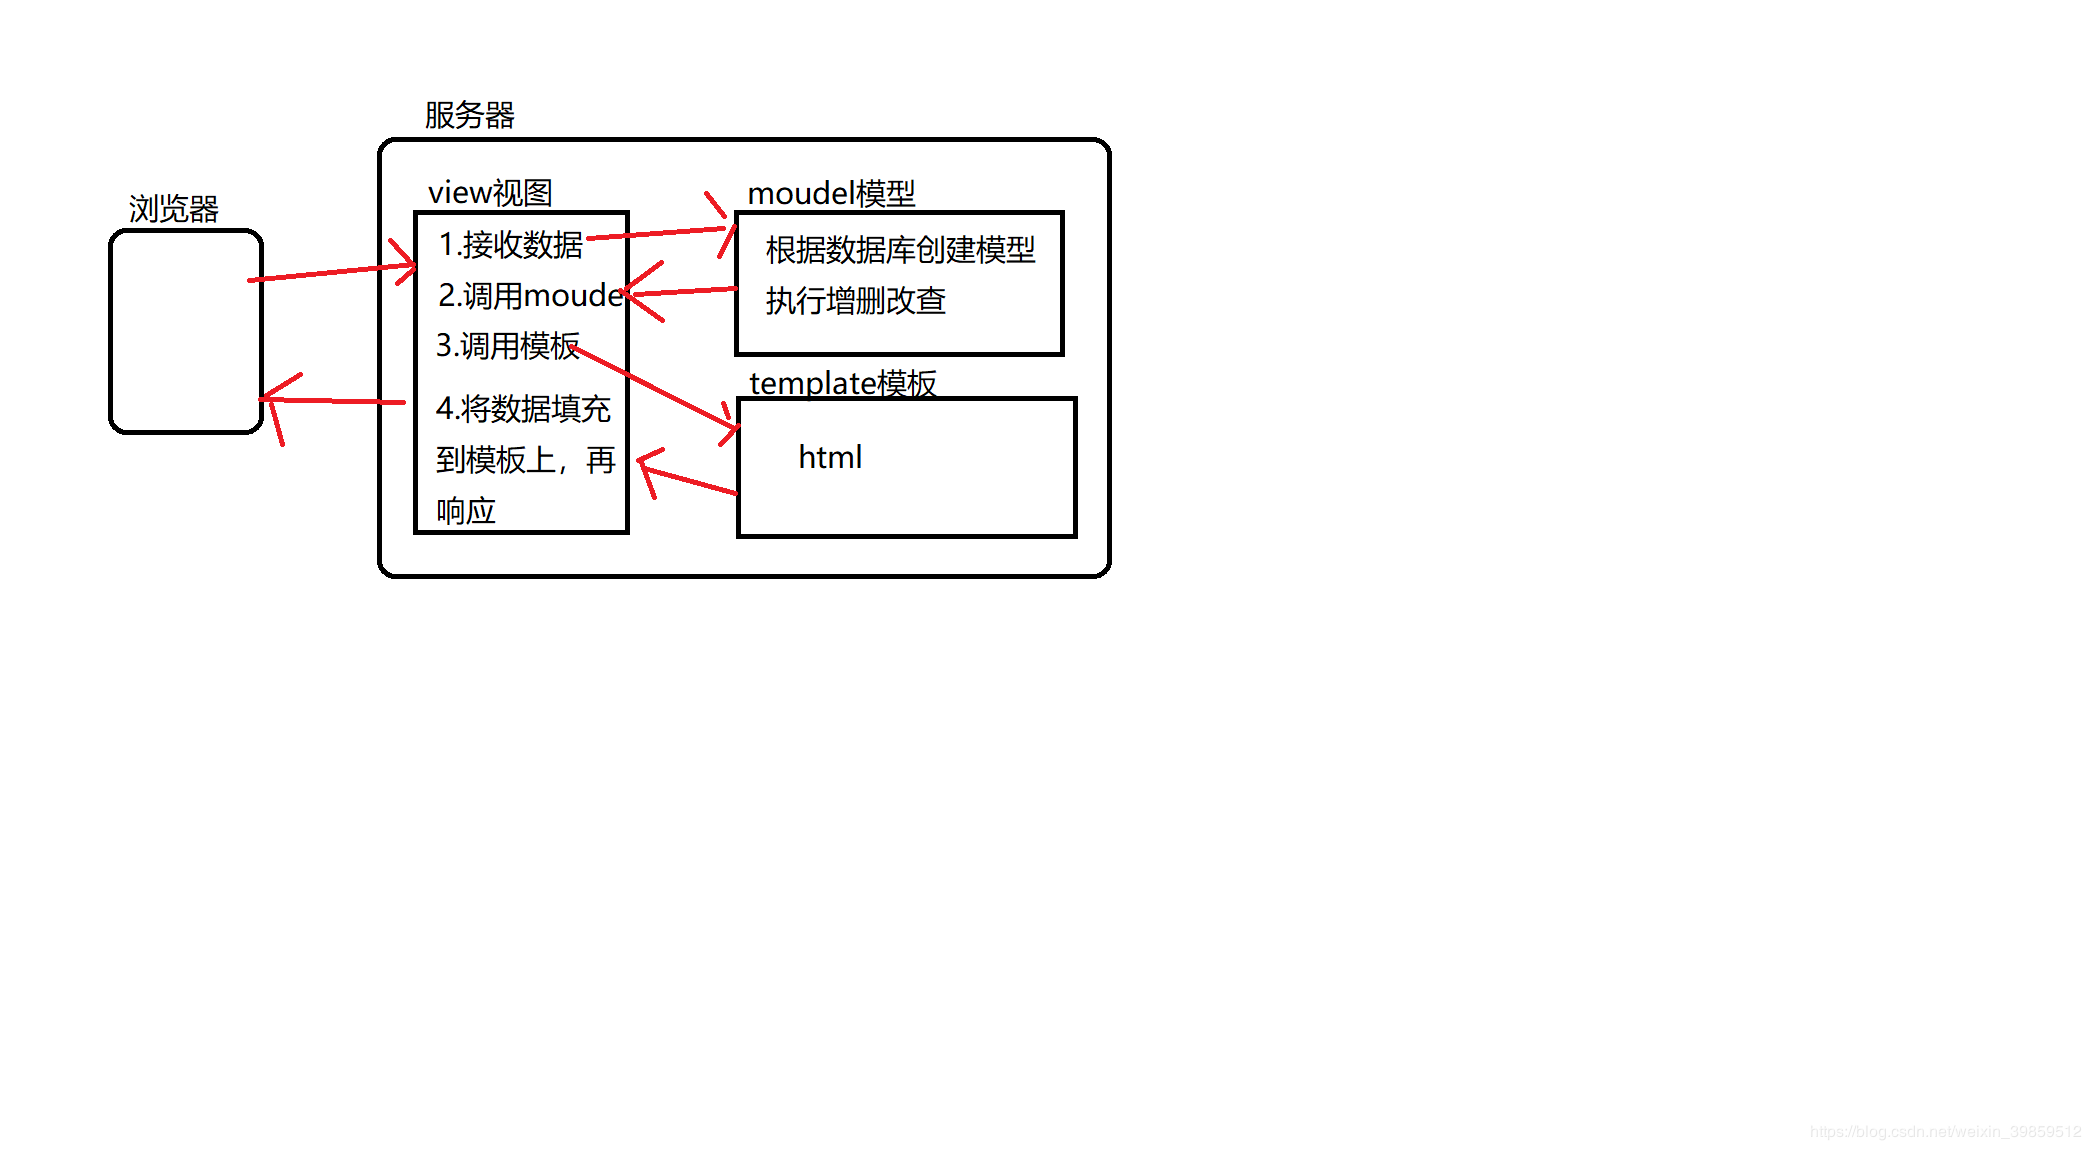 服务器
浏览器
view视图
1.接收数据
2.调用moude
3.调用模板
4.将数据填充
到模板上，再
响应
moudel模型
根据数据库创建模型
执行增删改查
template模板
html
https://blog.csdn.net/weixin_39859512